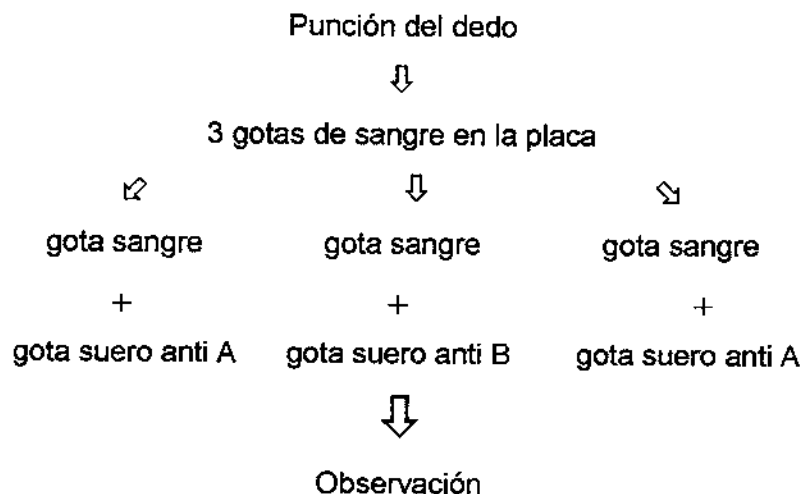 Punción del dedo
3 gotas de sangre en la placa
gota sangre gota sangre gota sangre
+ + +
gota suero anti A gota suero anti B gota suero anti A
Observación